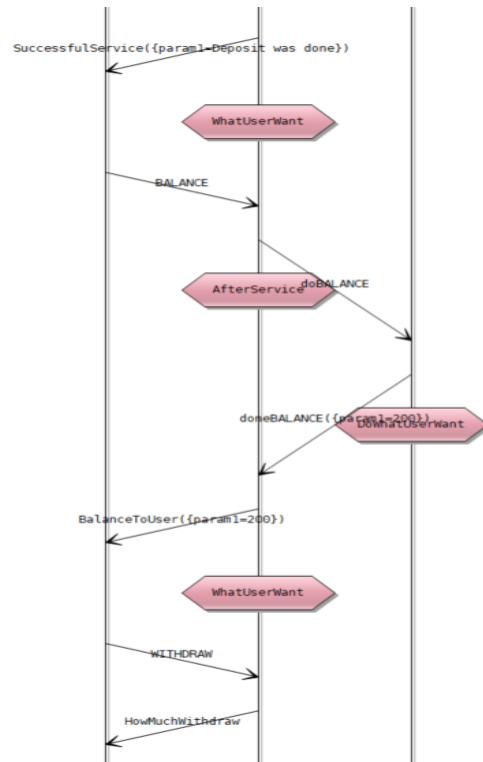 SuccessfulService({param1=Deposit was done})
WhatUserWant
BALANCE
doBALANCE
AfterService
doneBALANCE({param1=200})
DoWhatUserWant
BalanceToUser({param1=200})
WhatUserWant
WITHDRAW
HowMuchWithdraw